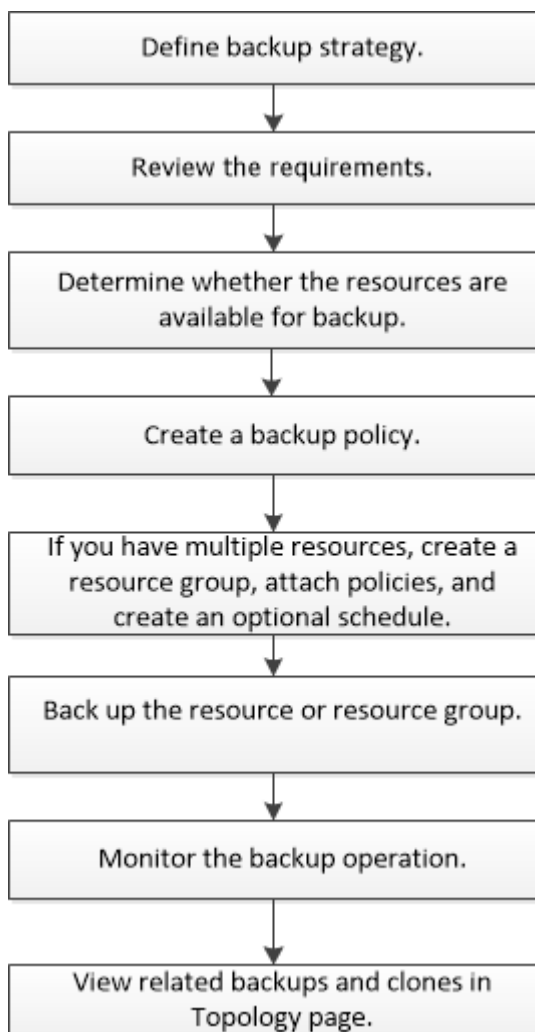 Define backup strategy.
Review the requirements.
Determine whether the resources are
available for backup.
Create a backup policy.
If you have multiple resources, create a
resource group, attach policies, and
create an optional schedule.
Back up the resource or resource group.
Monitor the backup operation.
View related backups and clones in
Topology page.